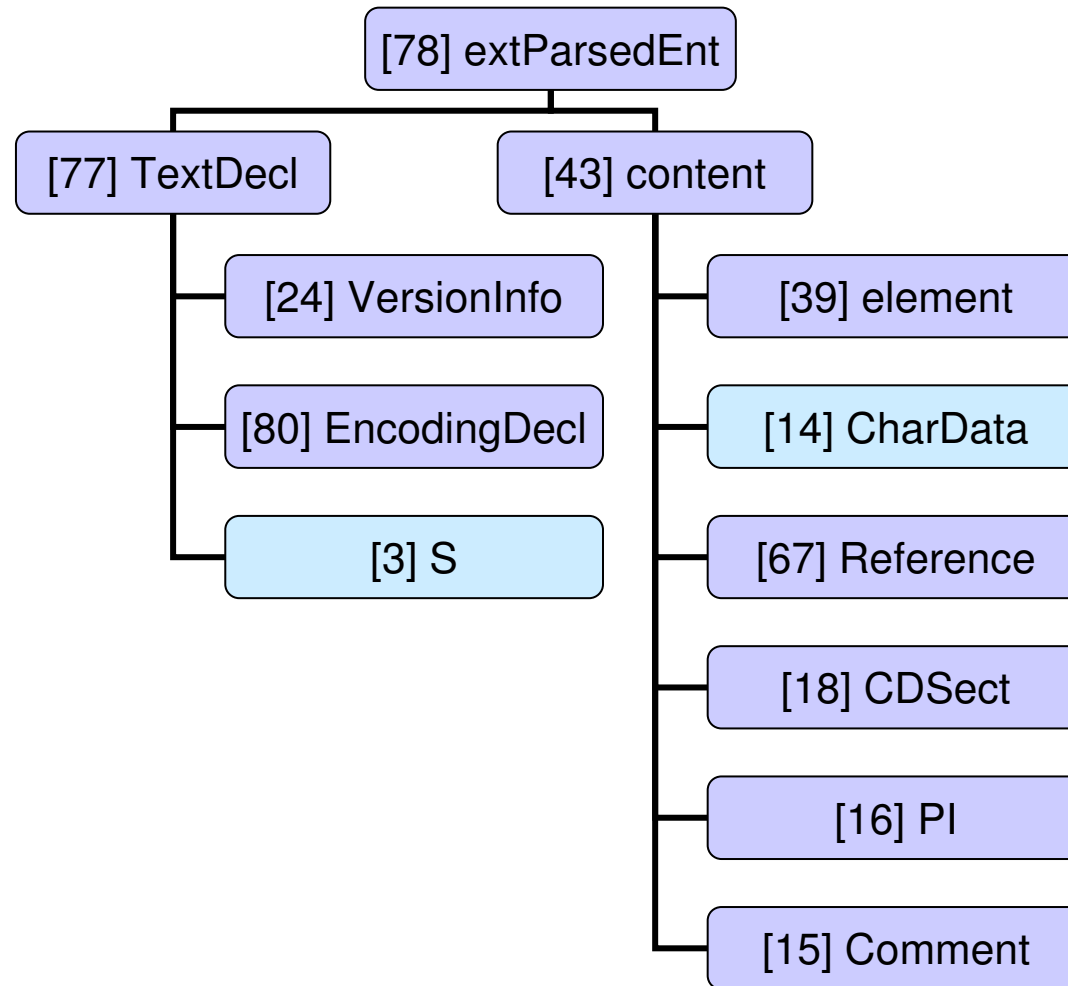 [78] extParsedEnt
[77] TextDecl
[43] content
[24] VersionInfo
[39] element
[80] EncodingDecl
[14] CharData
[3] S
[67] Reference
[18] CDSect
[16] PI
[15] Comment